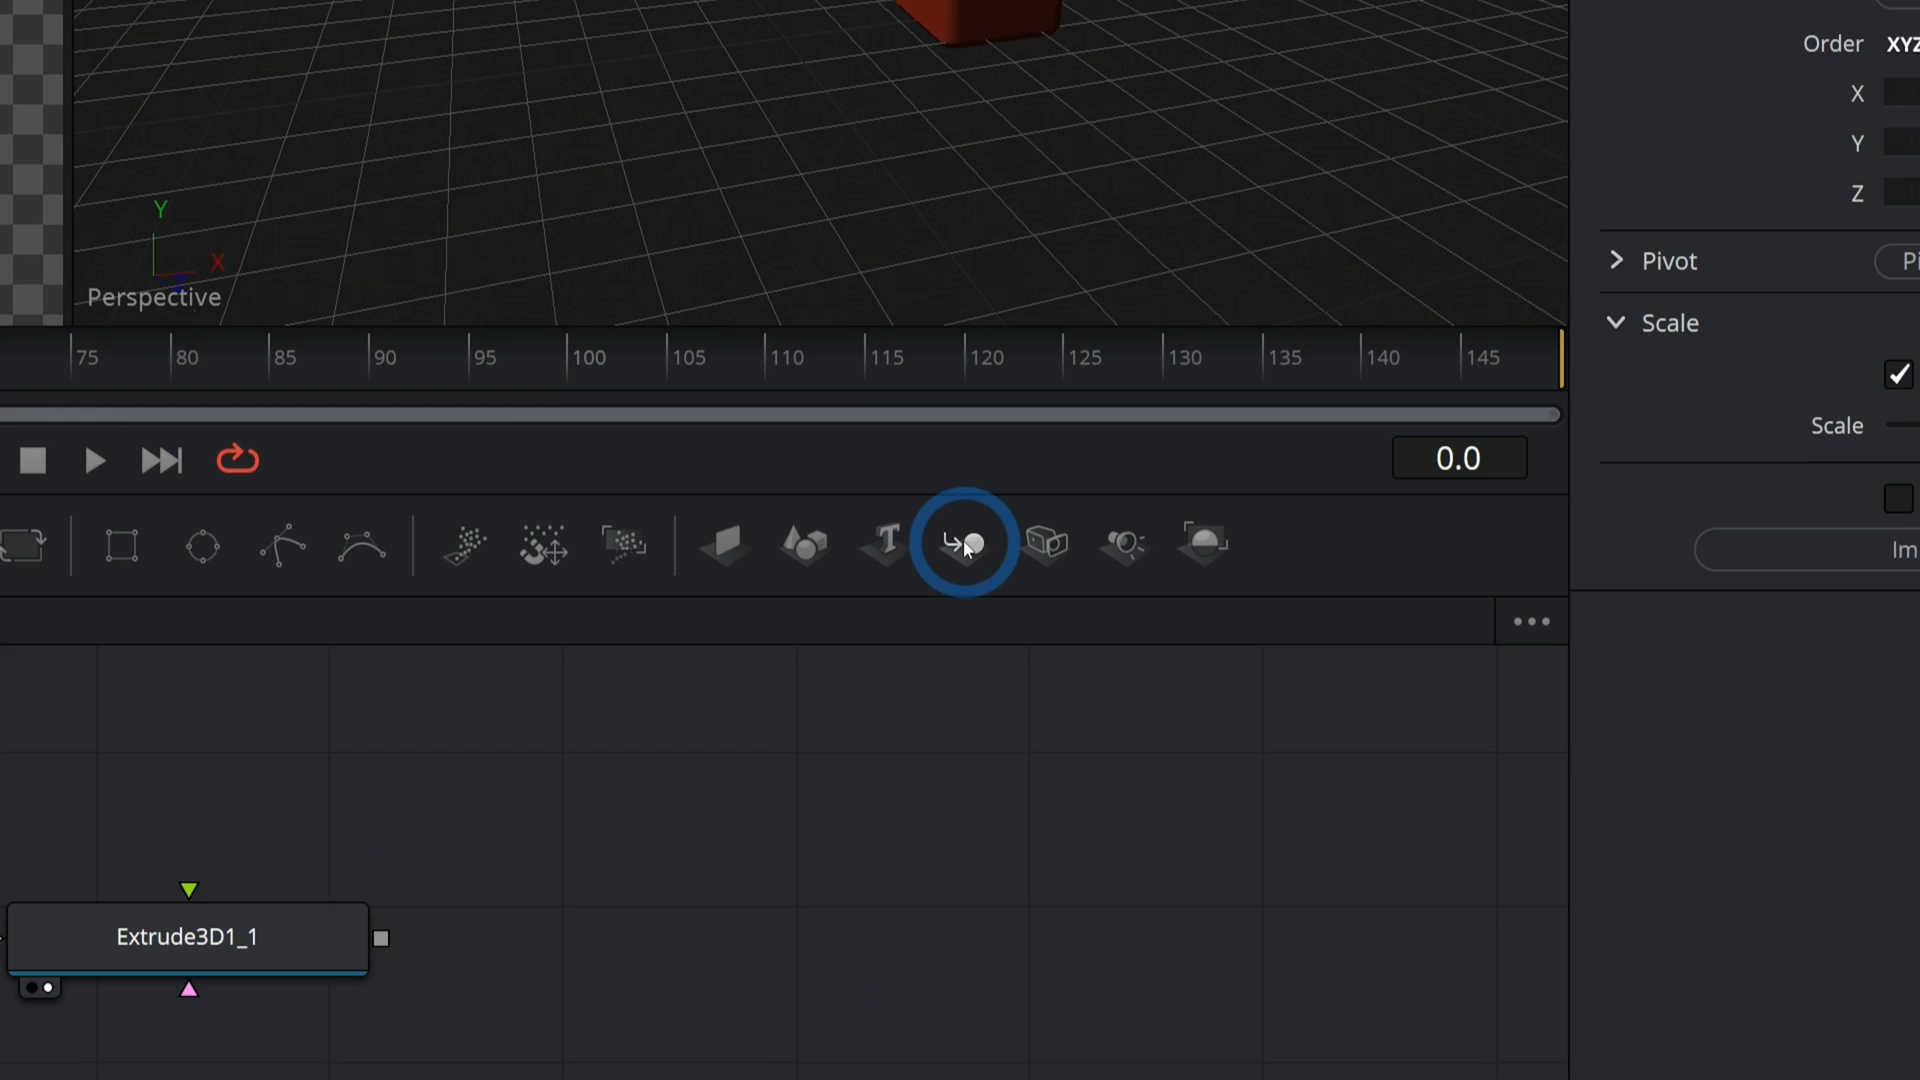 Order XYZ
X
Y
Z
Pivot
Scale
Scale
Y
X
Perspective
75 80 85 90 95 100 105 110 115 120 125 130 135 140 145
0.0
T
Extrude3D1_1